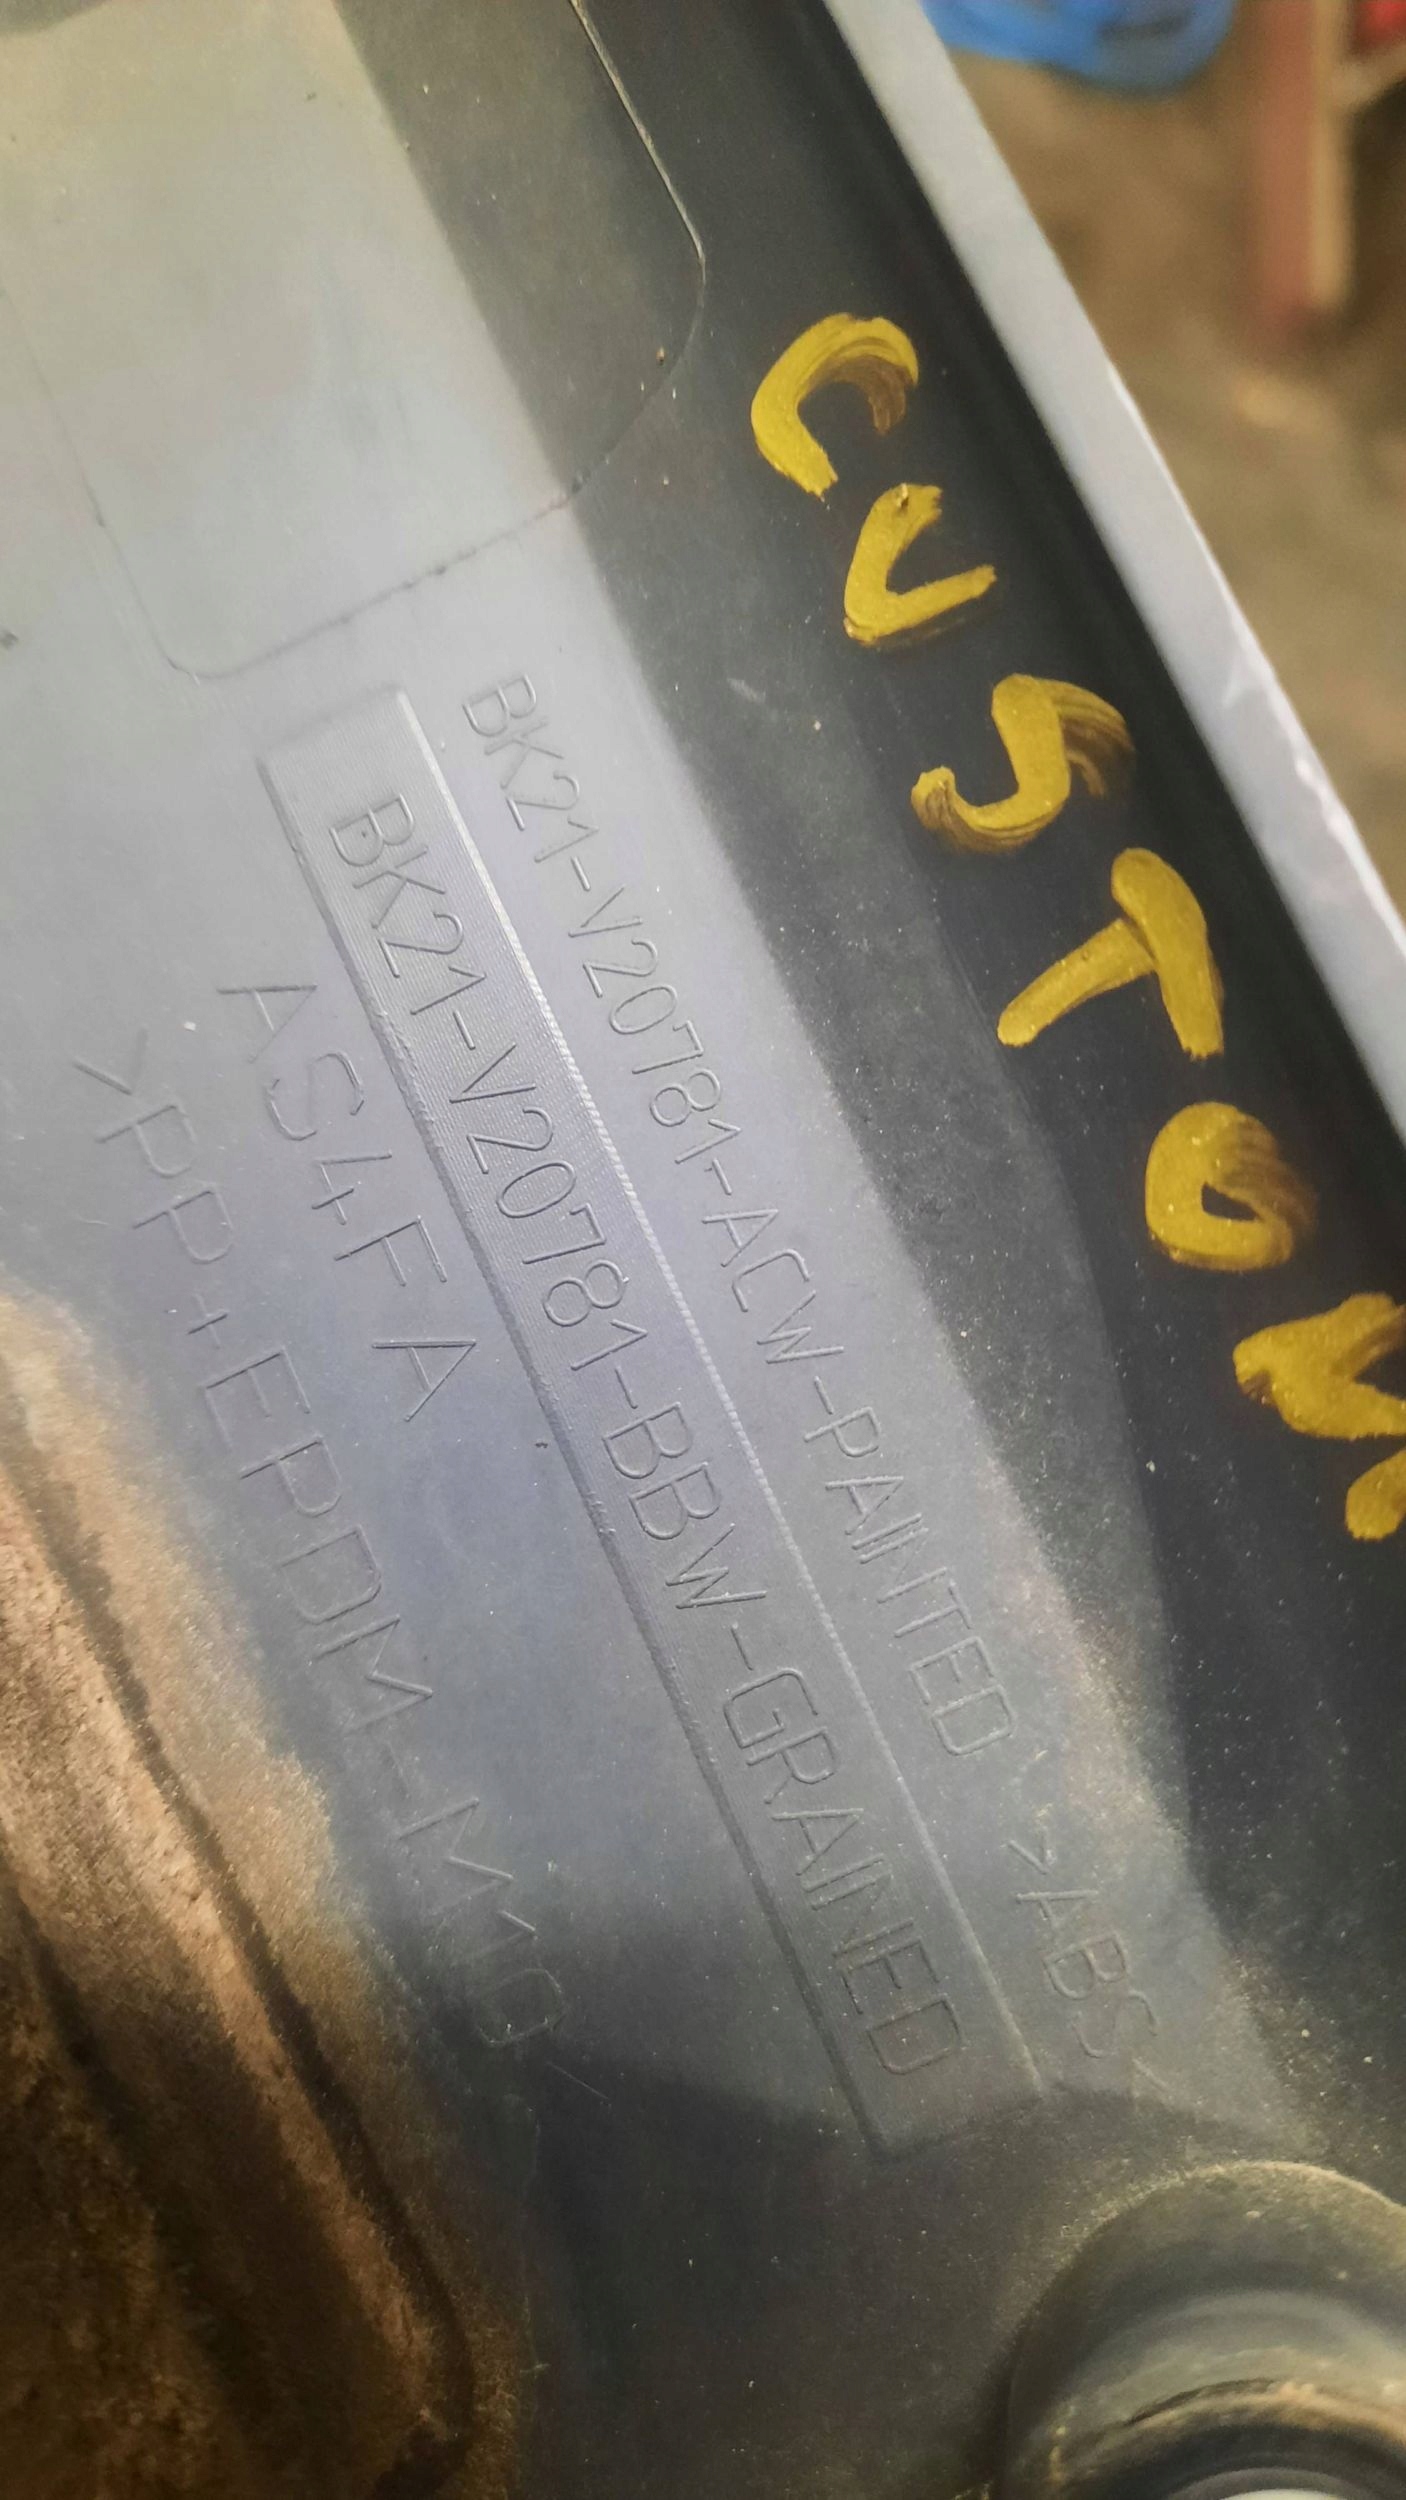 CUSTOM.
BK21-V20781-ACW-PAINTED >ABS<
BK21-V20781-BBW-GRAINED
AS4FA
>PP+EPDM-M10<